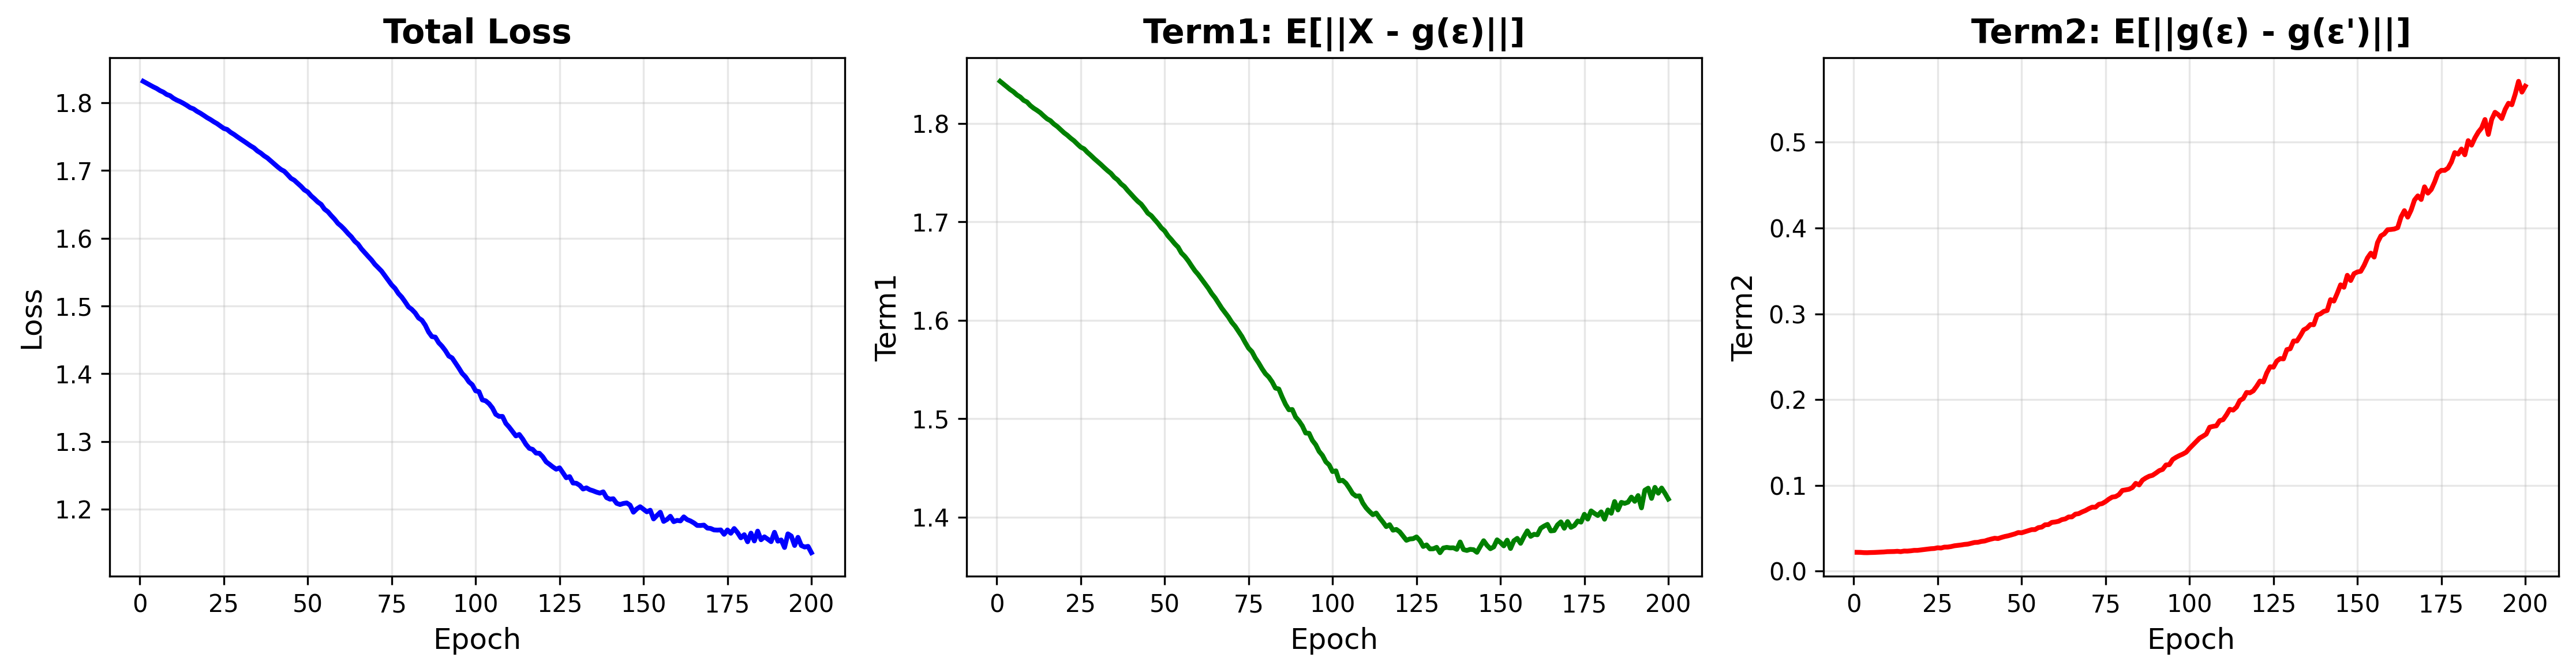 Total Loss
Loss
1.8
1.7
1.6
1.5
1.4
1.3
1.2
0 25 50 75 100 125 150 175 200
Epoch
Term1: E[||X - g(ε)||]
Term1
1.8
1.7
1.6
1.5
1.4
0 25 50 75 100 125 150 175 200
Epoch
Term2: E[||g(ε) - g(ε')||]
Term2
0.5
0.4
0.3
0.2
0.1
0.0
0 25 50 75 100 125 150 175 200
Epoch